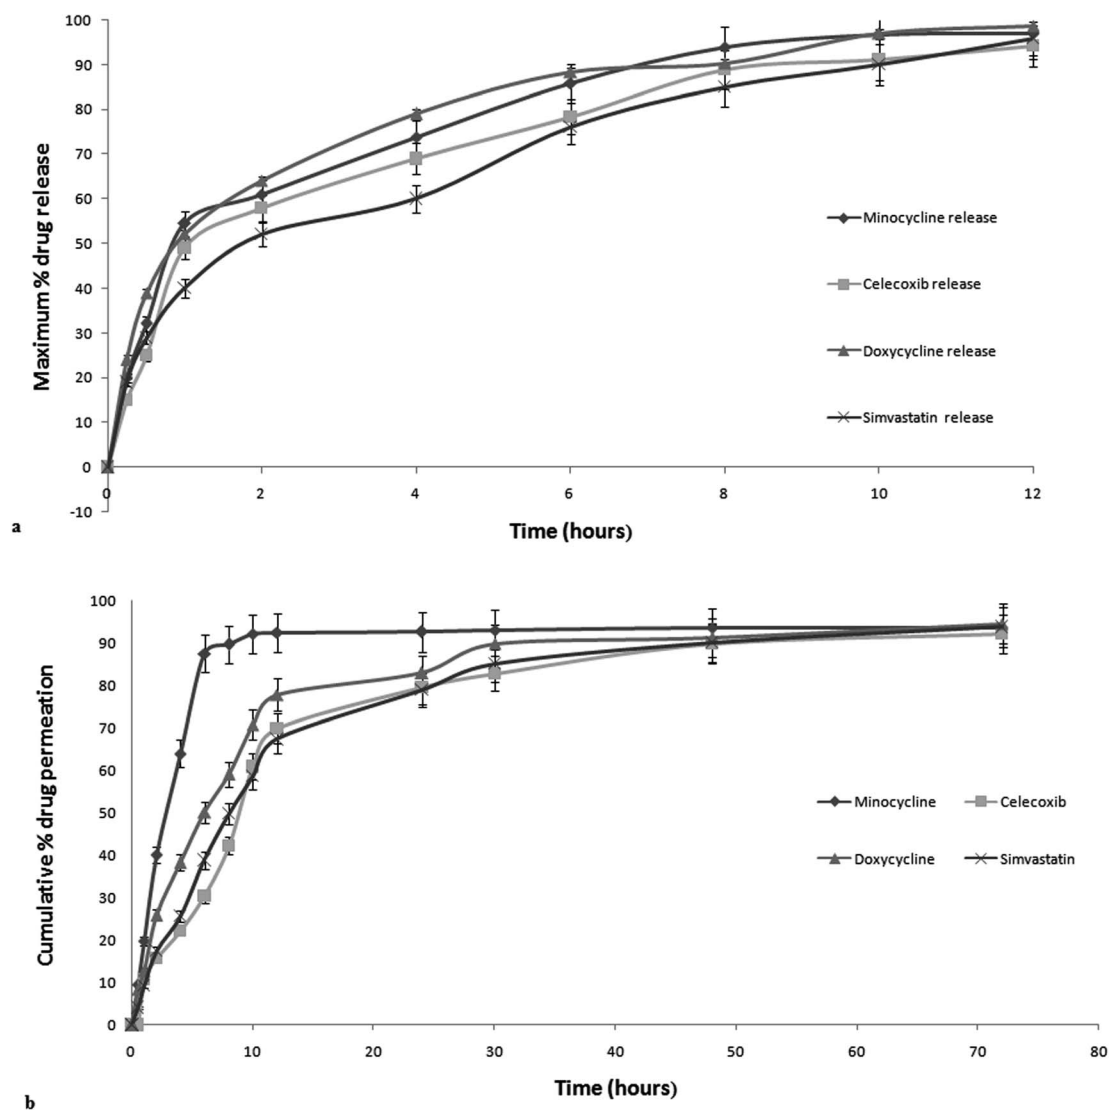 100
90
80
70
60
50
40
30
20
10
0
-10
Maximum % drug release
0 2 4 6 8 10 12
Time (hours)
Minocycline release
Celecoxib release
Doxycycline release
Simvastatin release
a
100
90
80
70
60
50
40
30
20
10
0
Cumulative % drug permeation
0 10 20 30 40 50 60 70 80
Time (hours)
Minocycline Celecoxib
Doxycycline Simvastatin
b